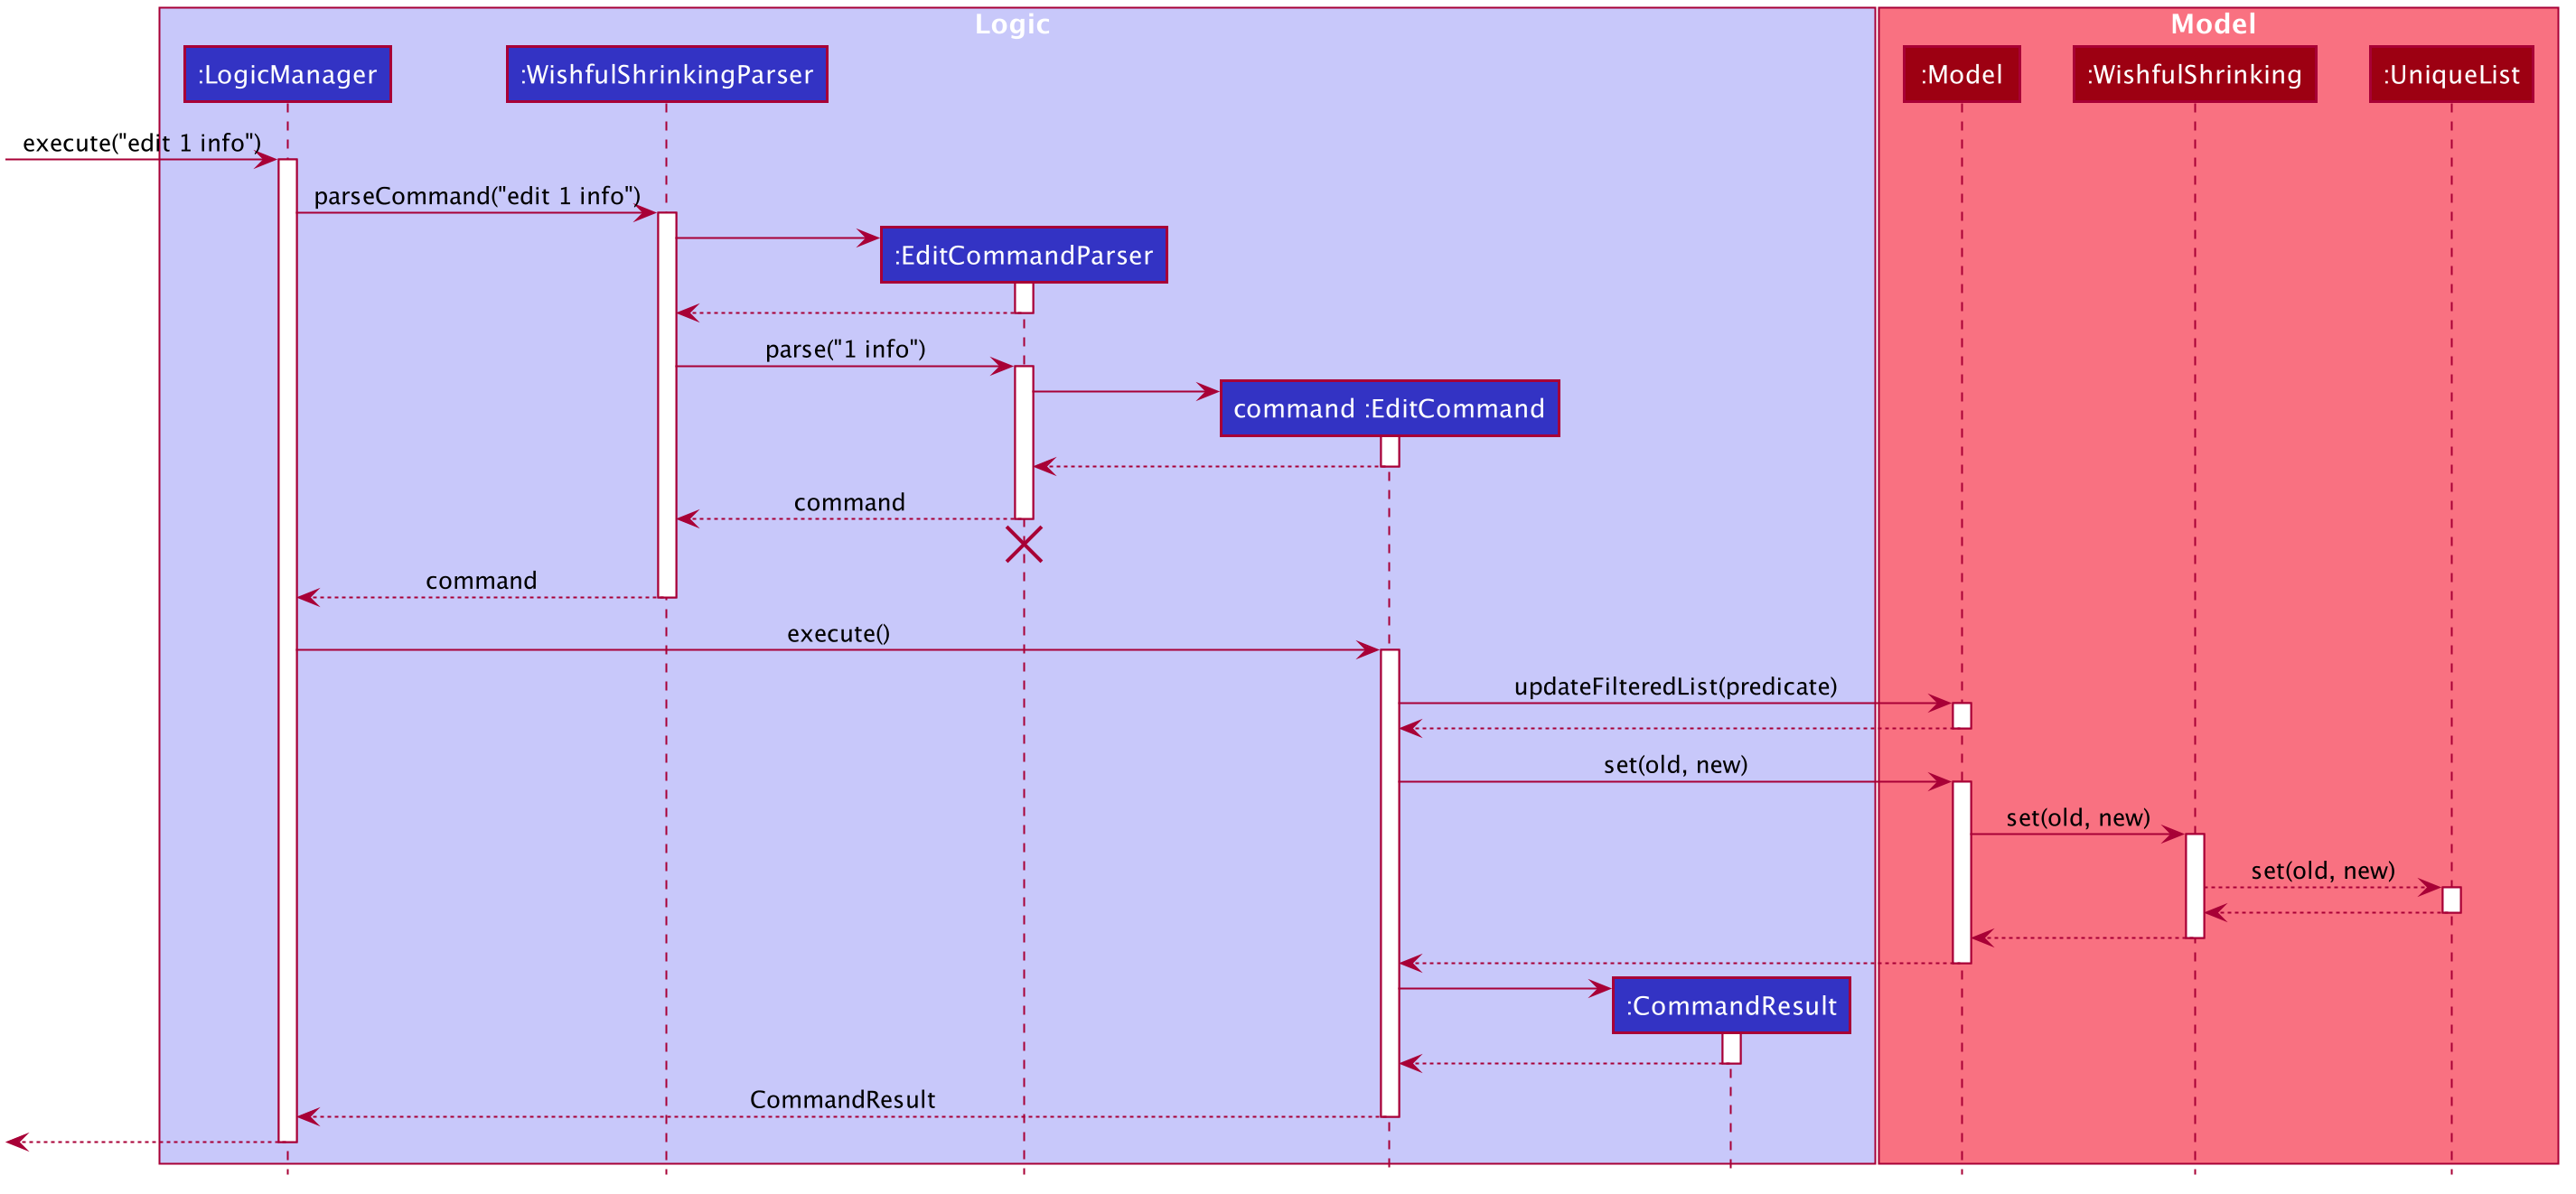 Logic
Model
:LogicManager
:WishfulShrinkingParser
:Model
:WishfulShrinking
:UniqueList
execute("edit 1 info")
parseCommand("edit 1 info")
:EditCommandParser
parse("1 info")
command :EditCommand
command
command
execute()
updateFilteredList(predicate)
set(old, new)
set(old, new)
set(old, new)
:CommandResult
CommandResult